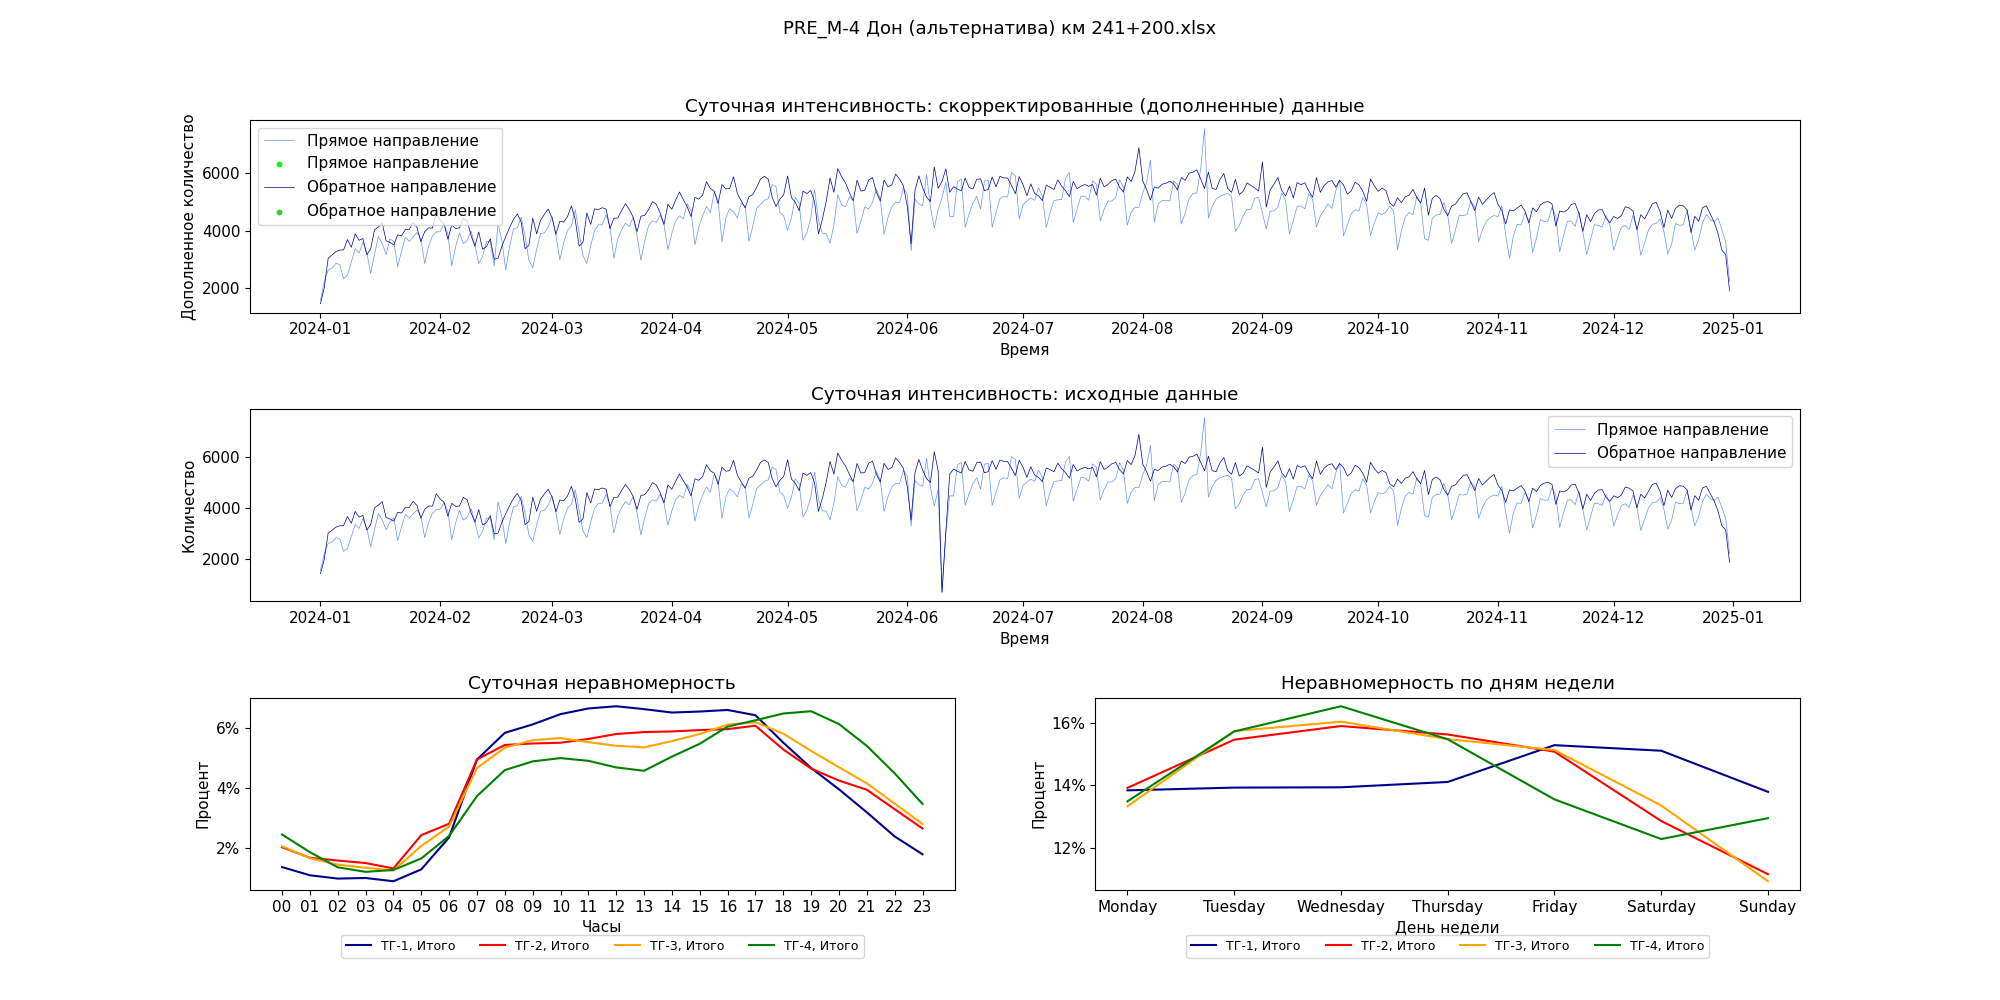 PRE_M-4 Дон (альтернатива) км 241+200.xlsx
Суточная интенсивность: скорректированные (дополненные) данные
Дополненное количество
6000
4000
2000
Прямое направление
Прямое направление
Обратное направление
Обратное направление
2024-01 2024-02 2024-03 2024-04 2024-05 2024-06 2024-07 2024-08 2024-09 2024-10 2024-11 2024-12 2025-01
Время
Суточная интенсивность: исходные данные
Количество
6000
4000
2000
Прямое направление
Обратное направление
2024-01 2024-02 2024-03 2024-04 2024-05 2024-06 2024-07 2024-08 2024-09 2024-10 2024-11 2024-12 2025-01
Время
Суточная неравномерность
Процент
6%
4%
2%
00 01 02 03 04 05 06 07 08 09 10 11 12 13 14 15 16 17 18 19 20 21 22 23
Часы
ТГ-1, Итого ТГ-2, Итого ТГ-3, Итого ТГ-4, Итого
Неравномерность по дням недели
Процент
16%
14%
12%
Monday Tuesday Wednesday Thursday Friday Saturday Sunday
День недели
ТГ-1, Итого ТГ-2, Итого ТГ-3, Итого ТГ-4, Итого